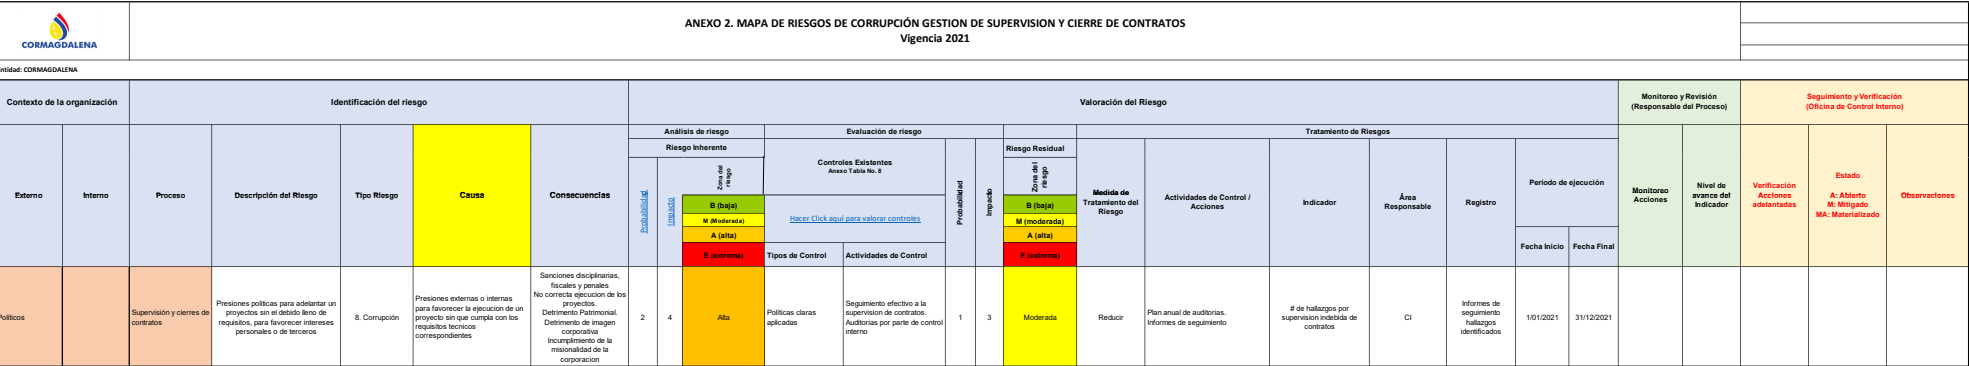 CORMAGDALENA
ANEXO 2. MAPA DE RIESGOS DE CORRUPCIÓN GESTION DE SUPERVISION Y CIERRE DE CONTRATOS
Vigencia 2021
ntidad: CORMAGDALENA
Contexto de la organización
Identificación del riesgo
Valoración del Riesgo
Monitoreo y Revisión
(Responsable del Proceso)
Seguimiento y Verificación
(Oficina de Control Interno)
Análisis de riesgo
Evaluación de riesgo
Tratamiento de Riesgos
Riesgo Inherente
Riesgo Residual
Externo
Interno
Proceso
Descripción del Riesgo
Tipo Riesgo
Causa
Consecuencias
Probabilidad
Impacto
Zona del
riesgo
B (baja)
M (Moderada)
A (alta)
E (extrema)
Controles Existentes
Anexo Tabla No. 8
Hacer Click aquí para valorar controles
Tipos de Control
Actividades de Control
Probabilidad
Impacto
Zona del
riesgo
B (baja)
M (moderada)
A (alta)
E (extrema)
Medida de
Tratamiento del
Riesgo
Actividades de Control /
Acciones
Indicador
Área
Responsable
Registro
Período de ejecución
Fecha Inicio
Fecha Final
Monitoreo
Acciones
Nivel de
avance del
Indicador
Verificación
Acciones
adelantadas
Estado
A: Abierto
M: Mitigado
MA: Materializado
Observaciones
Políticos
Supervisión y cierres de
contratos
Presiones politicas para adelantar un
proyectos sin el debido lleno de
requisitos, para favorecer intereses
personales o de terceros
8. Corrupción
Presiones externas o internas
para favorecer la ejecucion de un
proyecto sin que cumpla con los
requisitos tecnicos
correspondientes
Sanciones disciplinarias,
fiscales y penales
No correcta ejecucion de los
proyectos.
Detrimento Patrimonial.
Detrimento de imagen
corporativa
Incumplimiento de la
misionalidad de la
corporacion
2
4
Alta
Políticas claras
aplicadas
Seguimiento efectivo a la
supervision de contratos.
Auditorias por parte de control
interno
1
3
Moderada
Reducir
Plan anual de auditorias.
Informes de seguimiento
# de hallazgos por
supervision indebida de
contratos
CI
Informes de
seguimiento
hallazgos
identificados
1/01/2021
31/12/2021